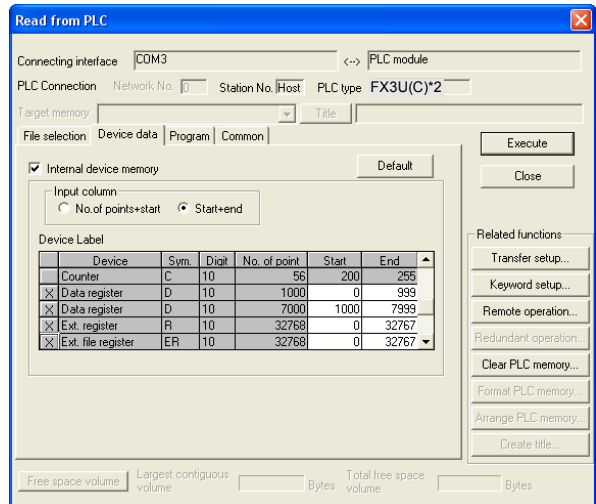 Read from PLC
Connecting interface COM3 <--> PLC module
PLC Connection Network No. 0 Station No. Host PLC type FX3U(C)*2
Target memory Title
File selection Device data Program Common
Execute
Internal device memory Default
Close
Input column
No.of points+start Start+end
Device Label
Device Sym. Digit No. of point Start End
Counter C 10 56 200 255
X Data register D 10 1000 0 999
X Data register D 10 7000 1000 7999
X Ext. register R 10 32768 0 32767
X Ext. file register ER 10 32768 0 32767
Related functions
Transfer setup...
Keyword setup...
Remote operation...
Redundant operation...
Clear PLC memory...
Format PLC memory...
Arrange PLC memory...
Create title...
Free space volume Largest contiguous volume Bytes Total free space volume Bytes